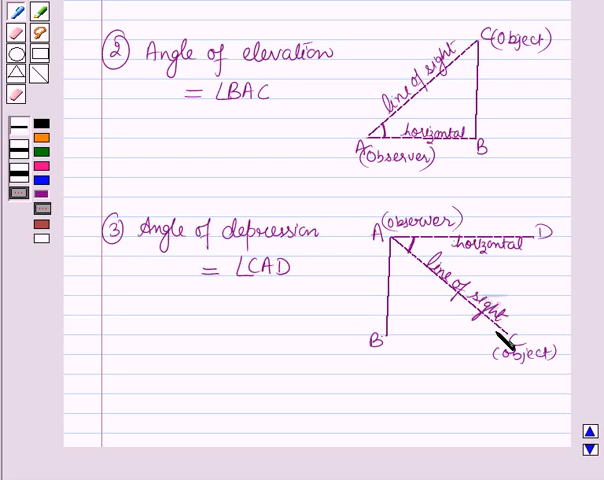 ② Angle of elevation
= ∠BAC
C(Object)
line of sight
horizontal
A
(Observer)
B
③ Angle of depression
= ∠CAD
A
(Observer)
horizontal
D
line of sight
B
C
(Object)